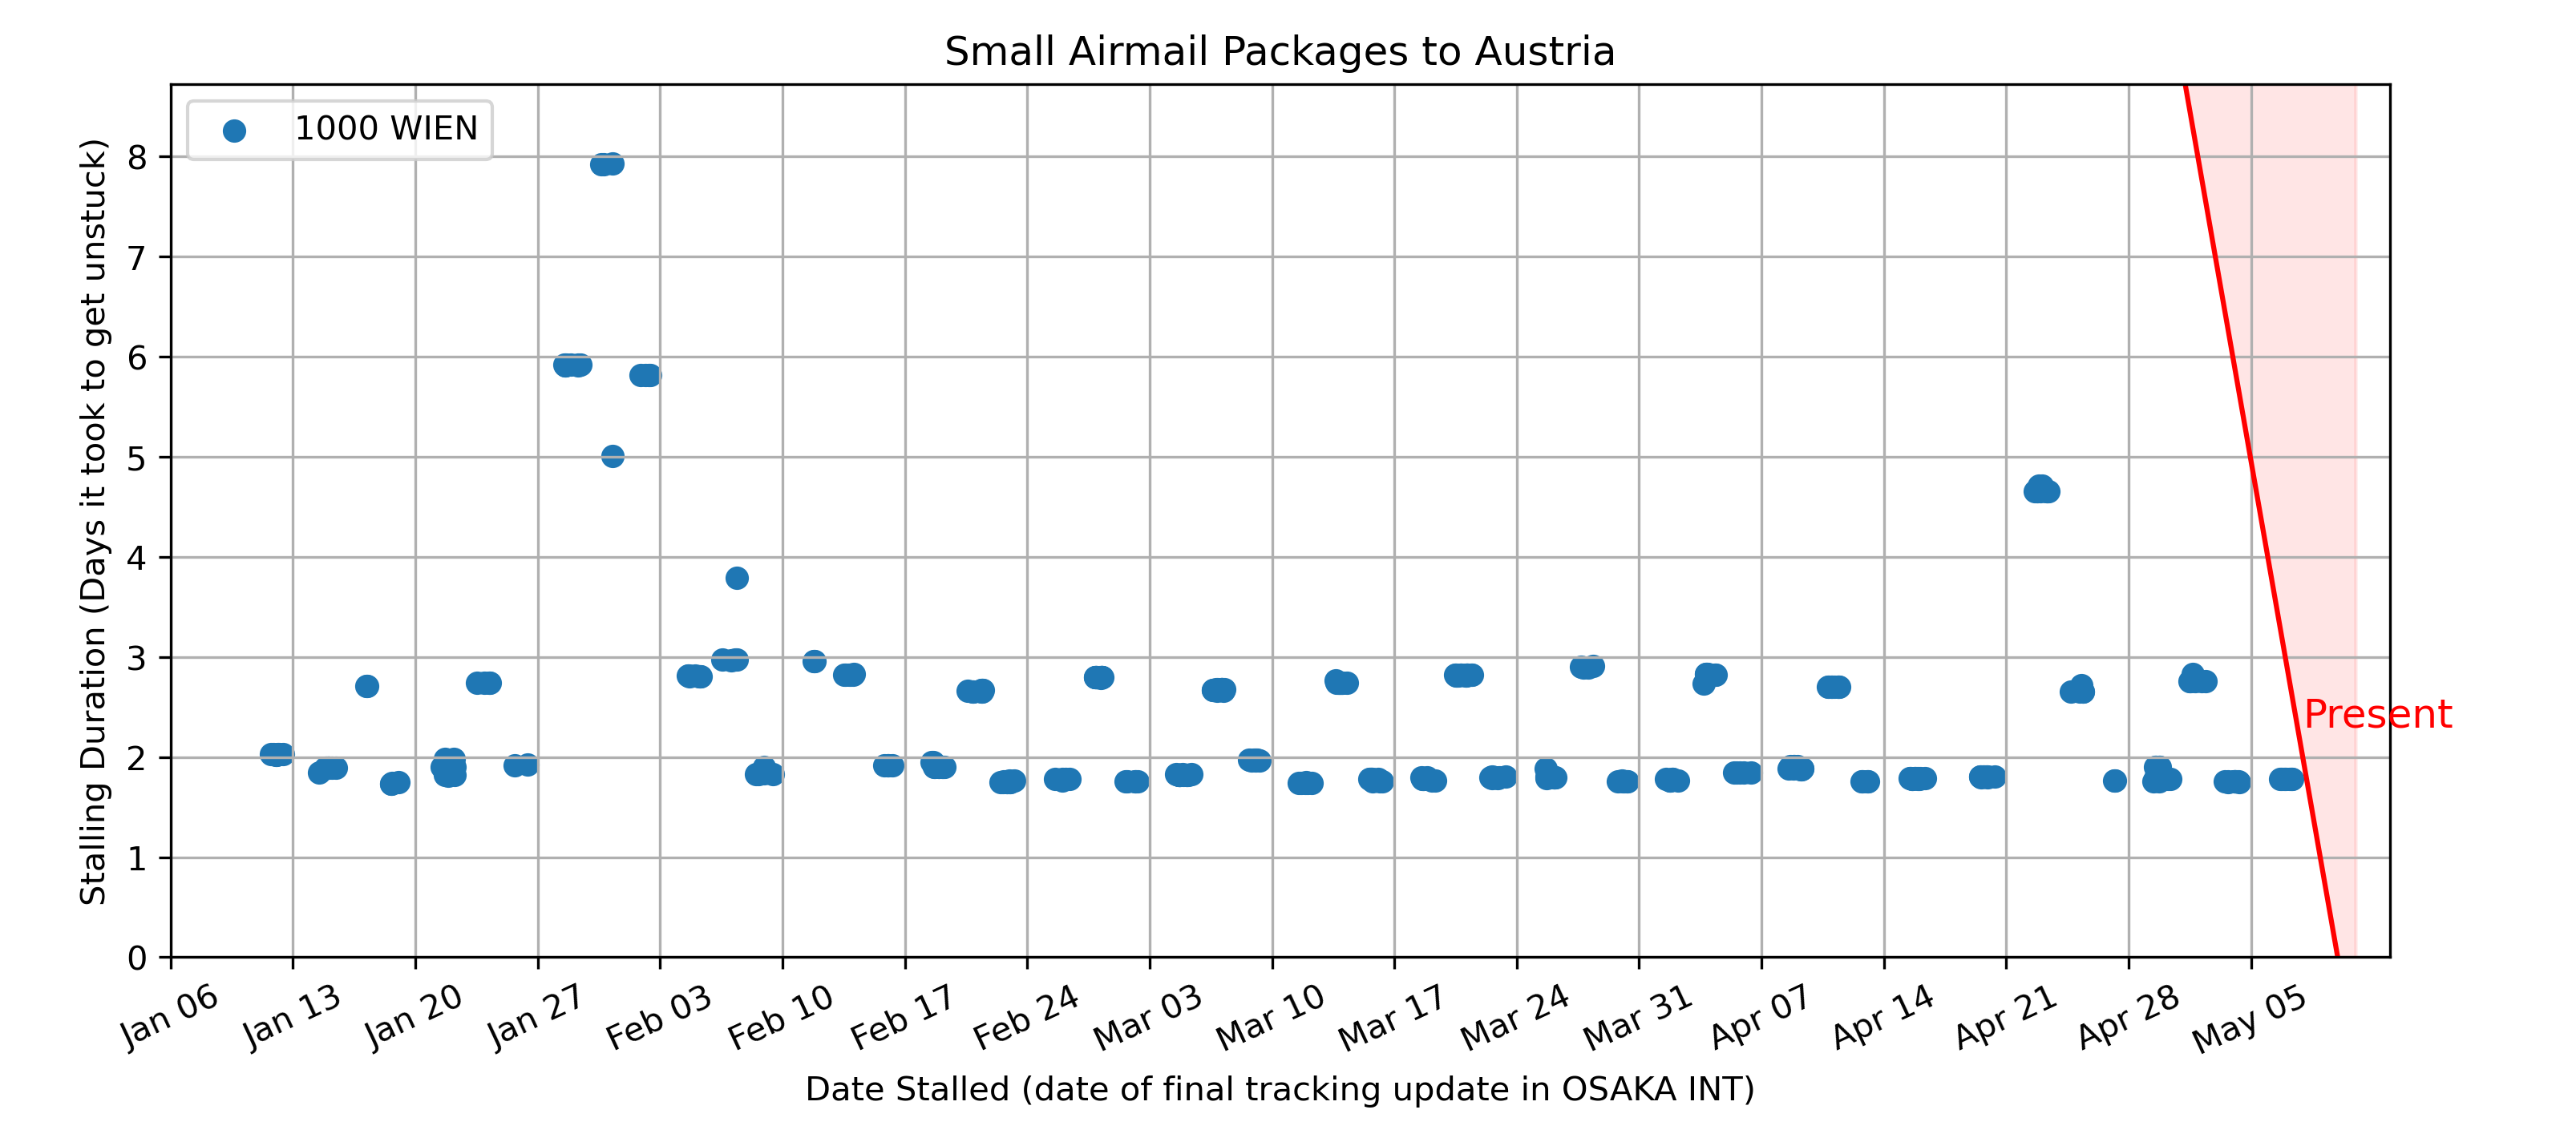 Small Airmail Packages to Austria
1000 WIEN
Stalling Duration (Days it took to get unstuck)
8
7
6
5
4
3
2
1
0
Present
Jan 06
Jan 13
Jan 20
Jan 27
Feb 03
Feb 10
Feb 17
Feb 24
Mar 03
Mar 10
Mar 17
Mar 24
Mar 31
Apr 07
Apr 14
Apr 21
Apr 28
May 05
Date Stalled (date of final tracking update in OSAKA INT)